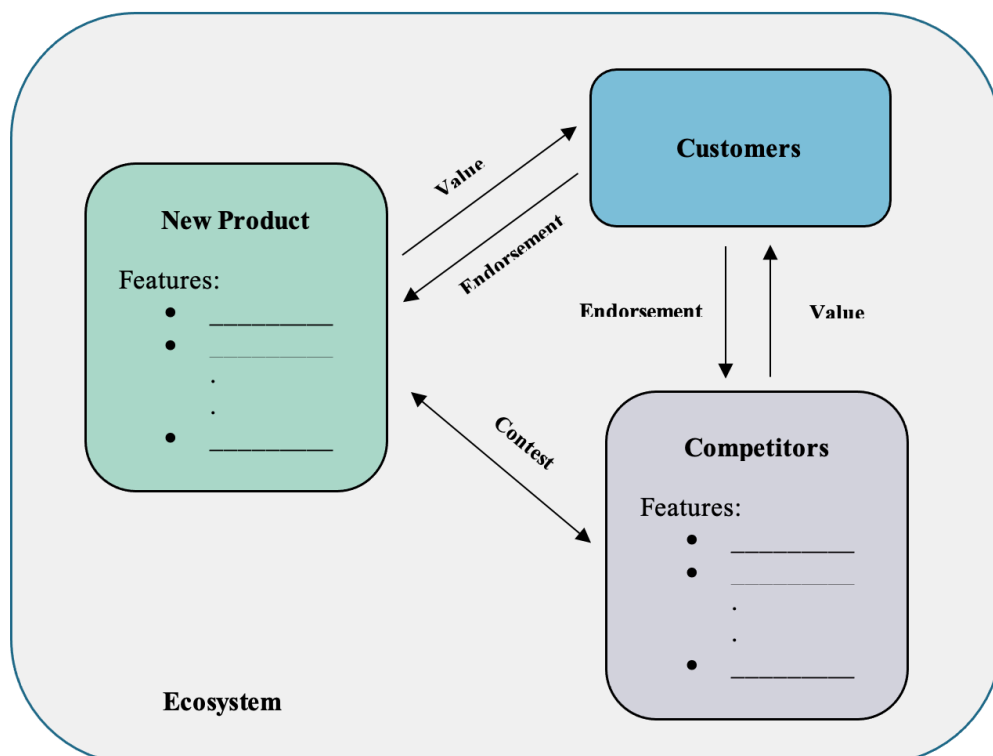 Customers
Value
New Product
Endorsement
Features:
Endorsement
Value
Contest
Competitors
Features:
Ecosystem